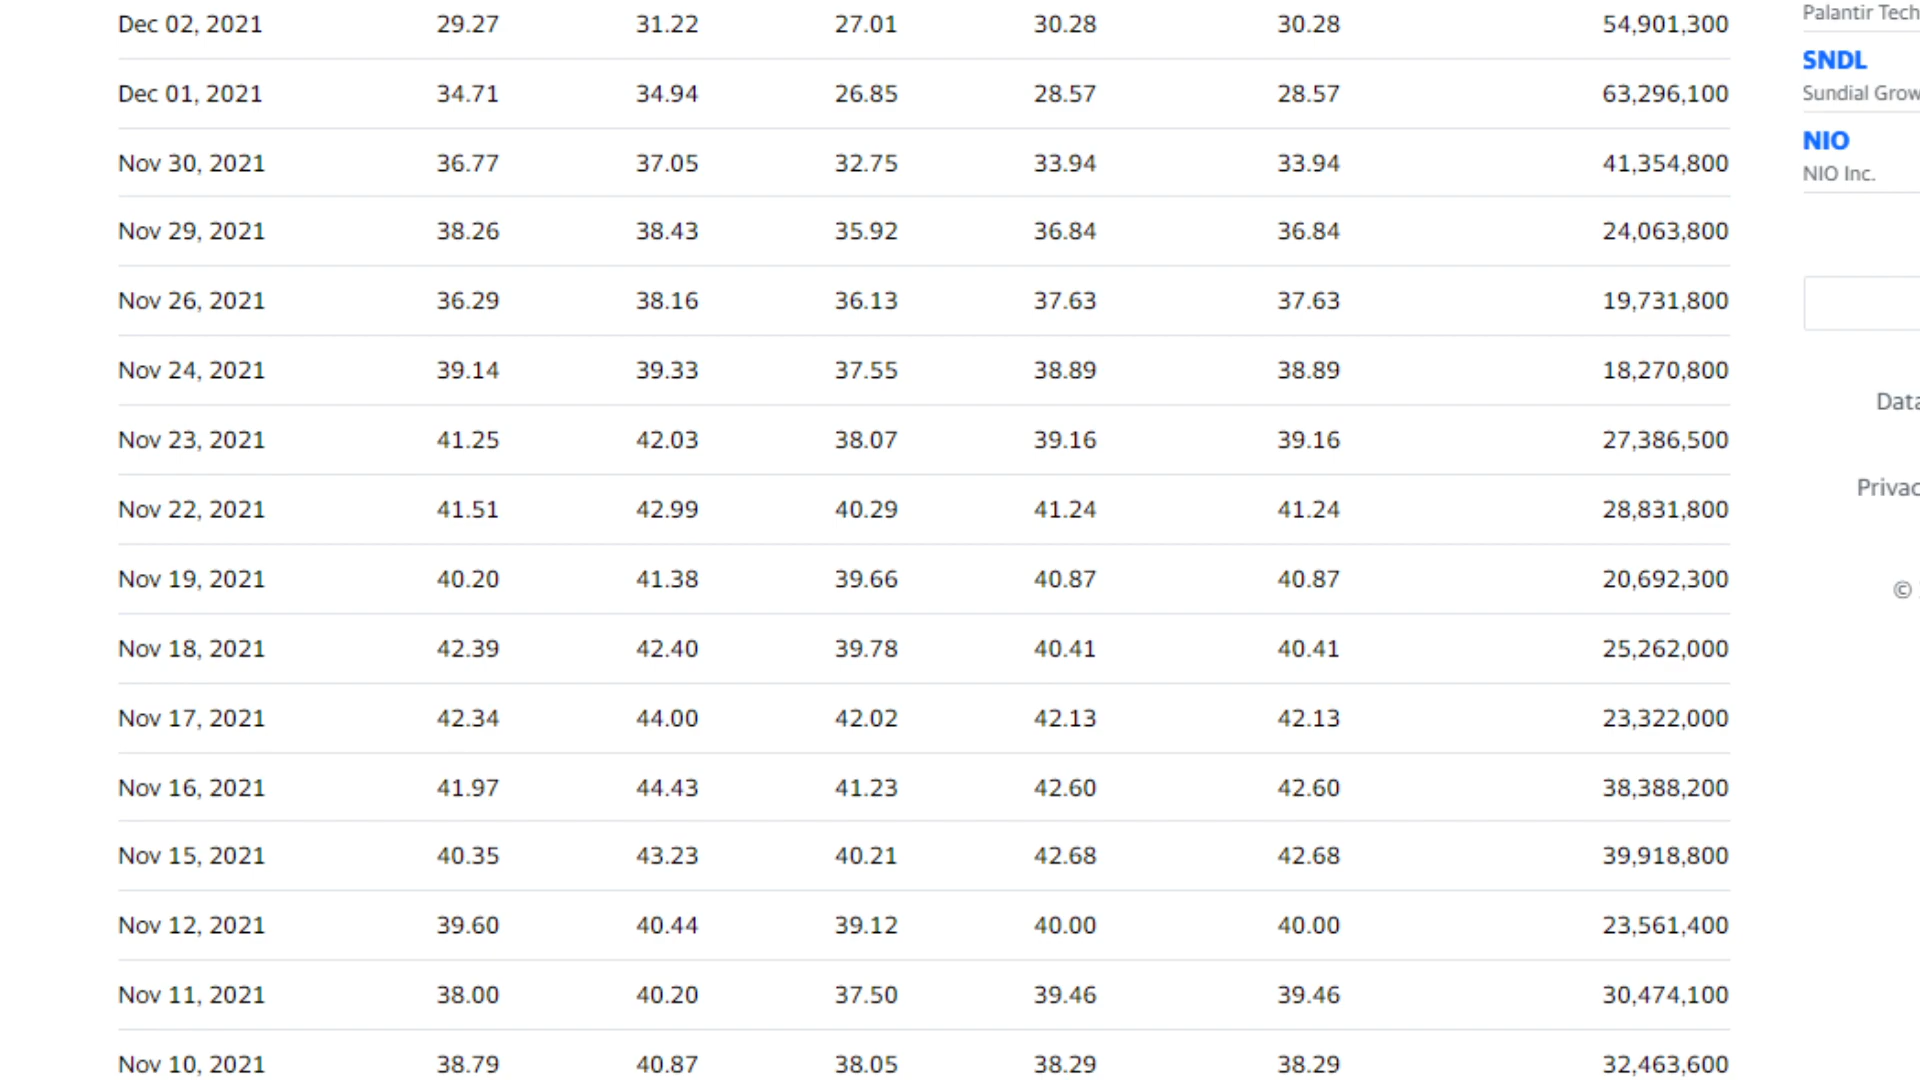 Dec 02, 2021 29.27 31.22 27.01 30.28 30.28 54,901,300
Dec 01, 2021 34.71 34.94 26.85 28.57 28.57 63,296,100
Nov 30, 2021 36.77 37.05 32.75 33.94 33.94 41,354,800
Nov 29, 2021 38.26 38.43 35.92 36.84 36.84 24,063,800
Nov 26, 2021 36.29 38.16 36.13 37.63 37.63 19,731,800
Nov 24, 2021 39.14 39.33 37.55 38.89 38.89 18,270,800
Nov 23, 2021 41.25 42.03 38.07 39.16 39.16 27,386,500
Nov 22, 2021 41.51 42.99 40.29 41.24 41.24 28,831,800
Nov 19, 2021 40.20 41.38 39.66 40.87 40.87 20,692,300
Nov 18, 2021 42.39 42.40 39.78 40.41 40.41 25,262,000
Nov 17, 2021 42.34 44.00 42.02 42.13 42.13 23,322,000
Nov 16, 2021 41.97 44.43 41.23 42.60 42.60 38,388,200
Nov 15, 2021 40.35 43.23 40.21 42.68 42.68 39,918,800
Nov 12, 2021 39.60 40.44 39.12 40.00 40.00 23,561,400
Nov 11, 2021 38.00 40.20 37.50 39.46 39.46 30,474,100
Nov 10, 2021 38.79 40.87 38.05 38.29 38.29 32,463,600
Palantir Tech
SNDL
Sundial Grow
NIO
NIO Inc.
Data
Privac
©